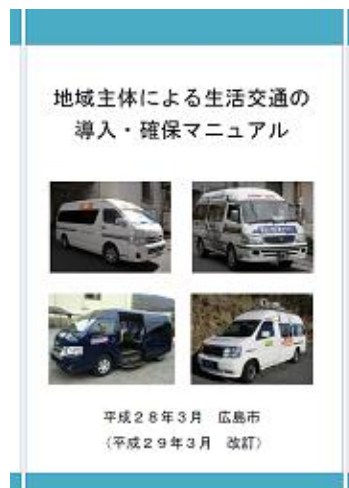 地域主体による生活交通の
導入・確保マニュアル
平成28年3月　広島市
（平成29年3月　改訂）